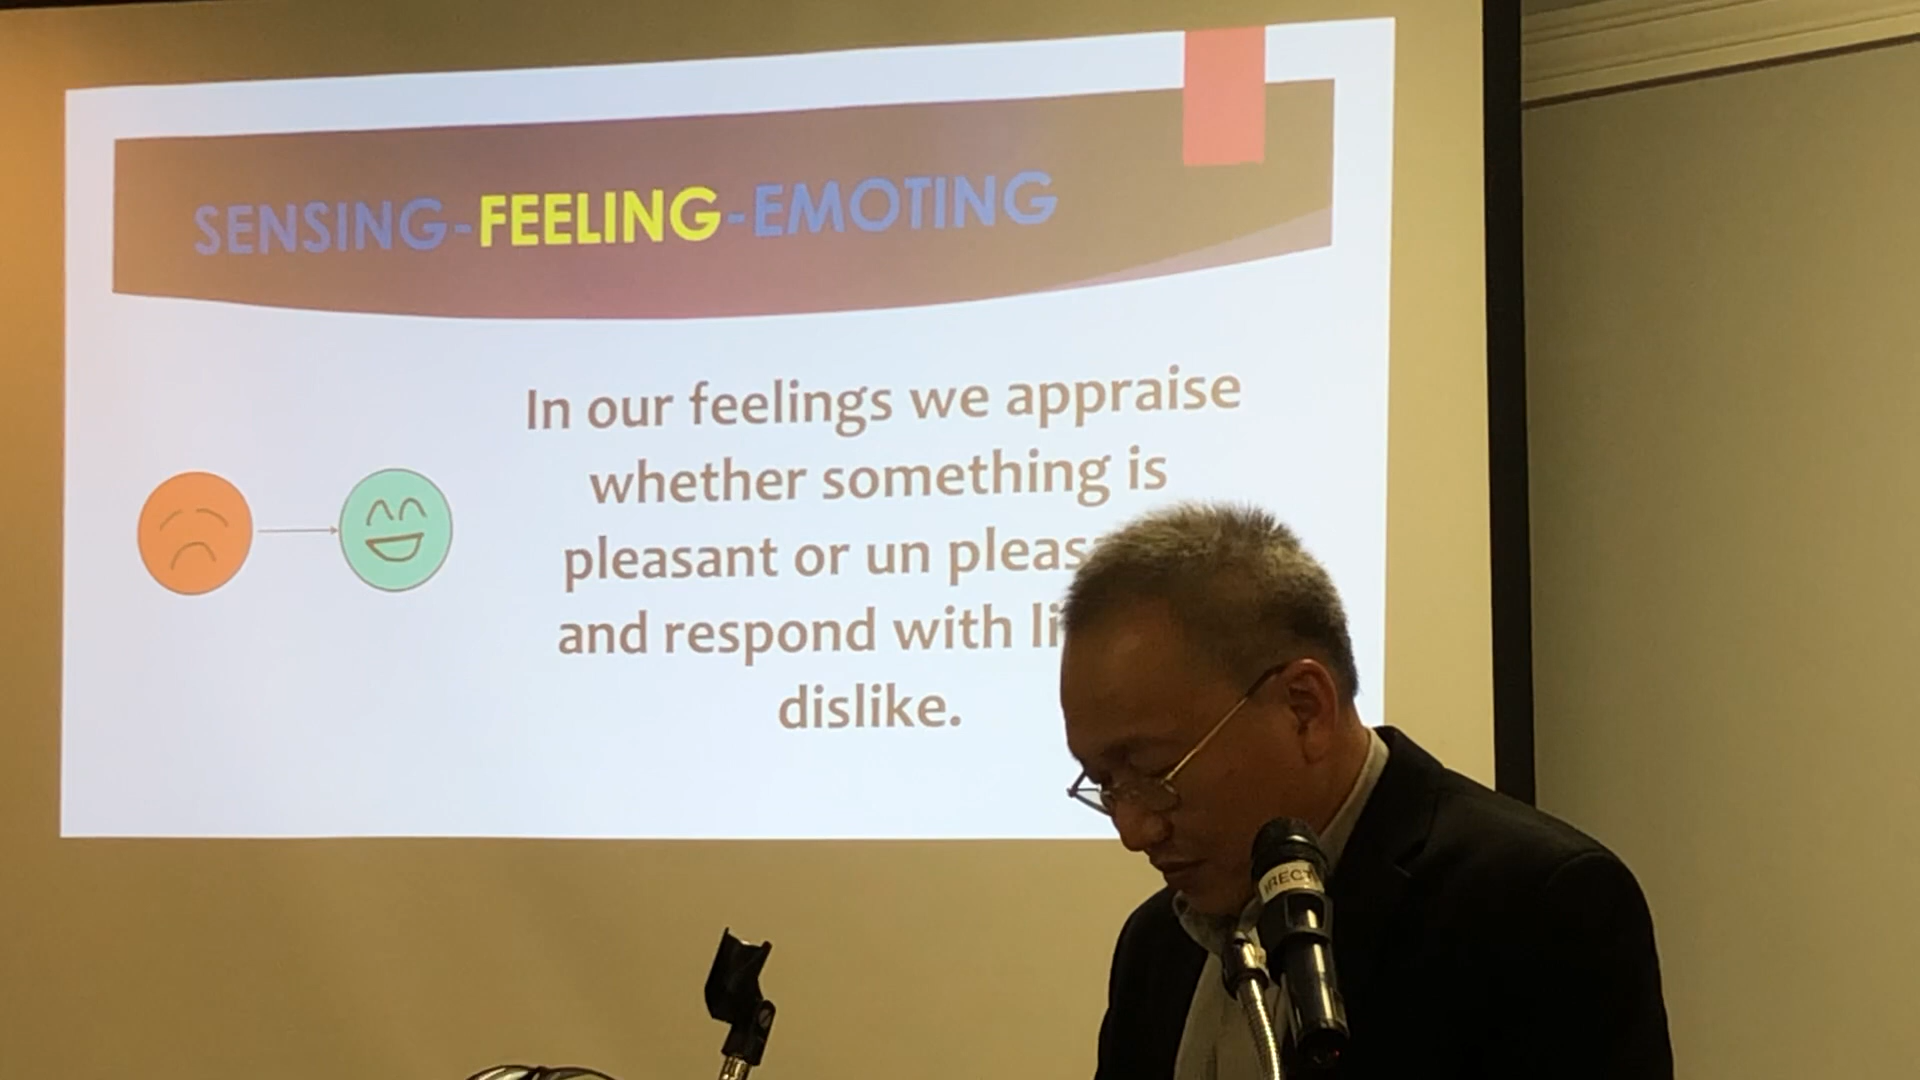 SENSING-FEELING-EMOTING
In our feelings we appraise
whether something is
pleasant or un pleas
and respond with li
dislike.